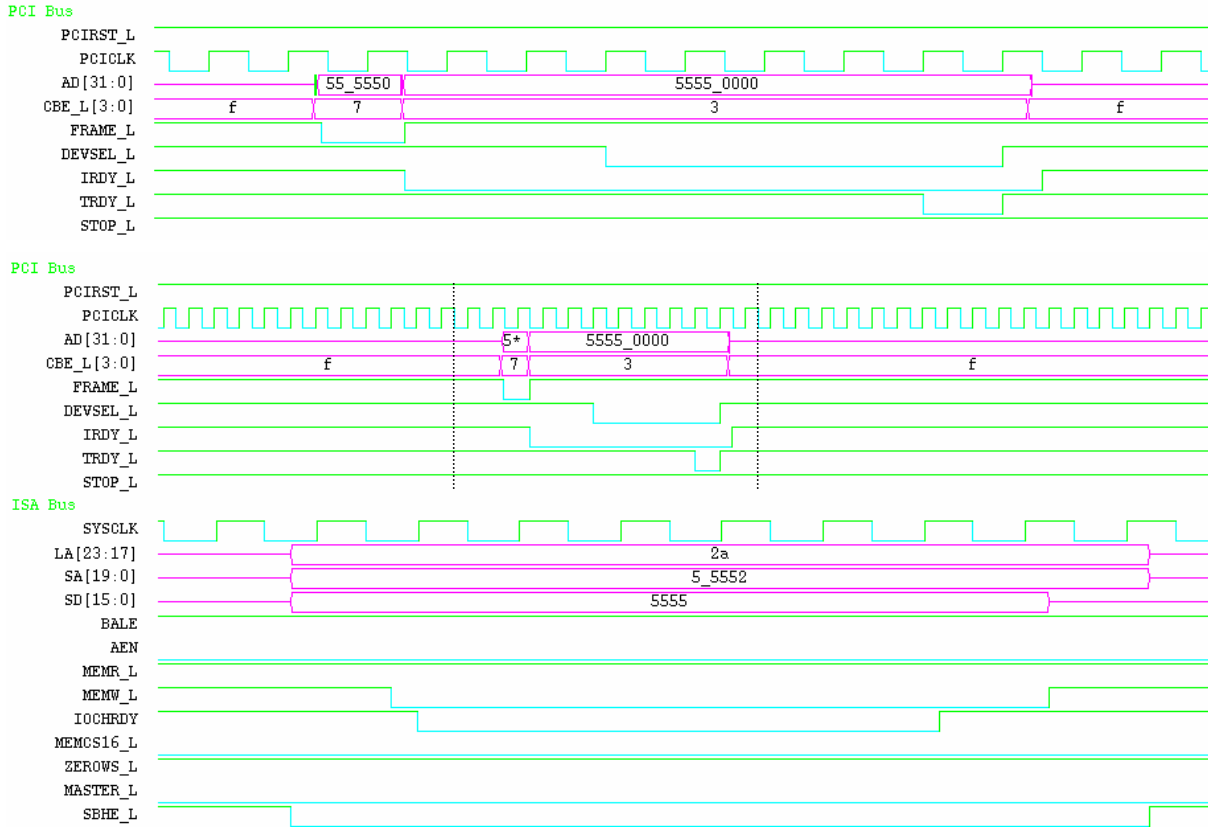 PCI Bus
PCIRST_L
PCICLK
AD[31:0] 55_5550 5555_0000
CBE_L[3:0] f 7 3 f
FRAME_L
DEVSEL_L
IRDY_L
TRDY_L
STOP_L
PCI Bus
PCIRST_L
PCICLK
AD[31:0] 5* 5555_0000
CBE_L[3:0] f 7 3 f
FRAME_L
DEVSEL_L
IRDY_L
TRDY_L
STOP_L
ISA Bus
SYSCLK
LA[23:17] 2a
SA[19:0] 5_5552
SD[15:0] 5555
BALE
AEN
MEMR_L
MEMW_L
IOCHRDY
MEMCS16_L
ZEROWS_L
MASTER_L
SBHE_L